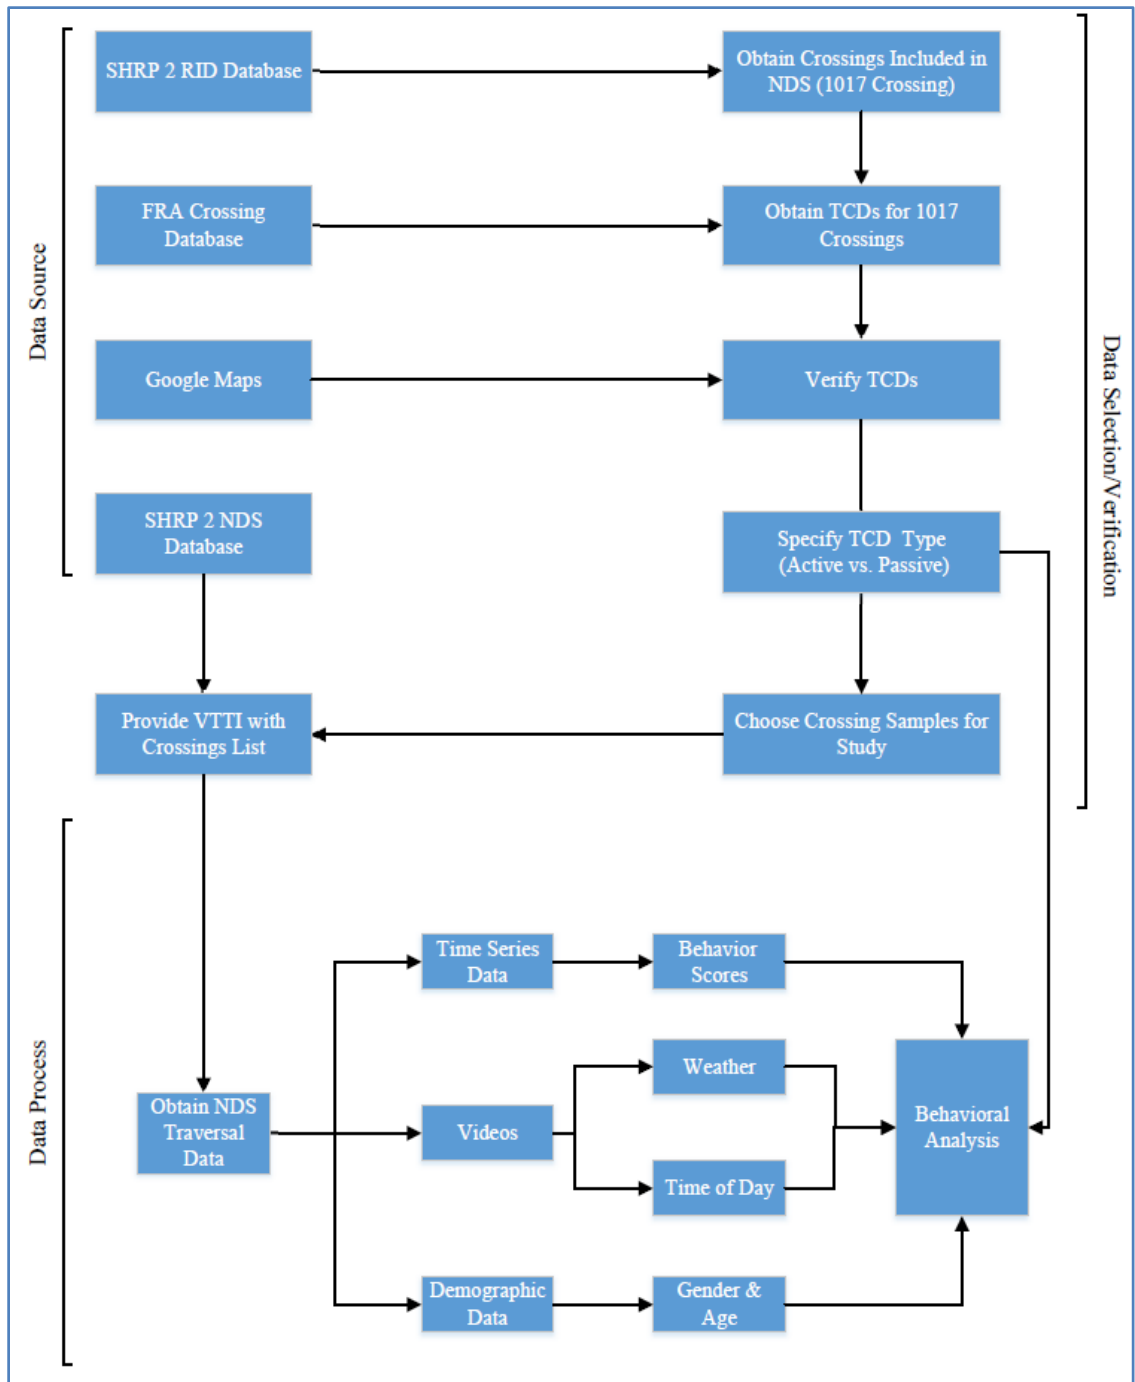 SHRP 2 RID Database
Obtain Crossings Included in
NDS (1017 Crossing)
FRA Crossing
Database
Obtain TCDs for 1017
Crossings
Data Source
Google Maps
Verify TCDs
Data Selection/Verification
SHRP 2 NDS
Database
Specify TCD Type
(Active vs. Passive)
Provide VTTI with
Crossings List
Choose Crossing Samples for
Study
Data Process
Obtain NDS
Traversal
Data
Time Series
Data
Behavior
Scores
Videos
Weather
Time of Day
Behavioral
Analysis
Demographic
Data
Gender &
Age